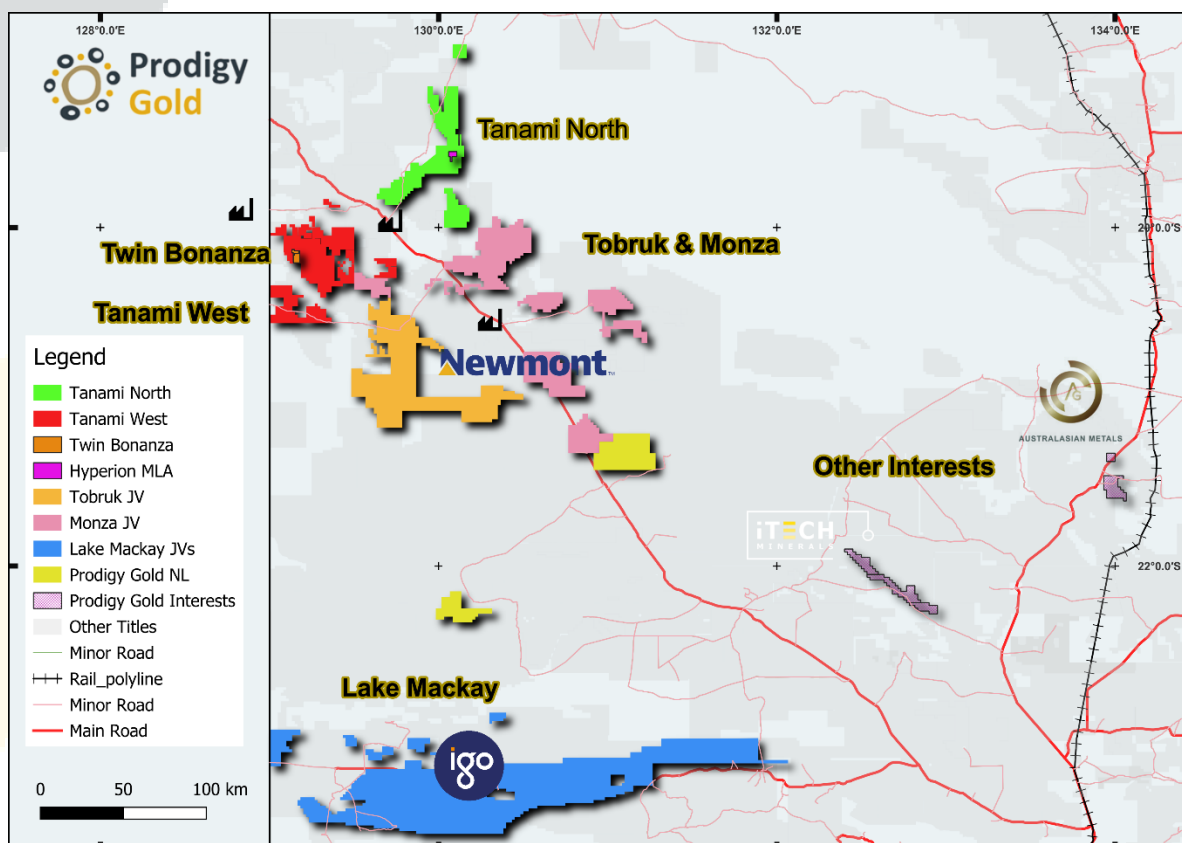 128°0.0'E
130°0.0'E
132°0.0'E
134°0.0'E
Prodigy
Gold
Tanami North
20°0.0'S
Twin Bonanza
Tobruk & Monza
Tanami West
Newmont™
AG
AUSTRALASIAN METALS
Other Interests
iTECH
MINERALS
22°0.0'S
Lake Mackay
igo
Legend
Tanami North
Tanami West
Twin Bonanza
Hyperion MLA
Tobruk JV
Monza JV
Lake Mackay JVs
Prodigy Gold NL
Prodigy Gold Interests
Other Titles
Minor Road
Rail_polyline
Minor Road
Main Road
0 50 100 km